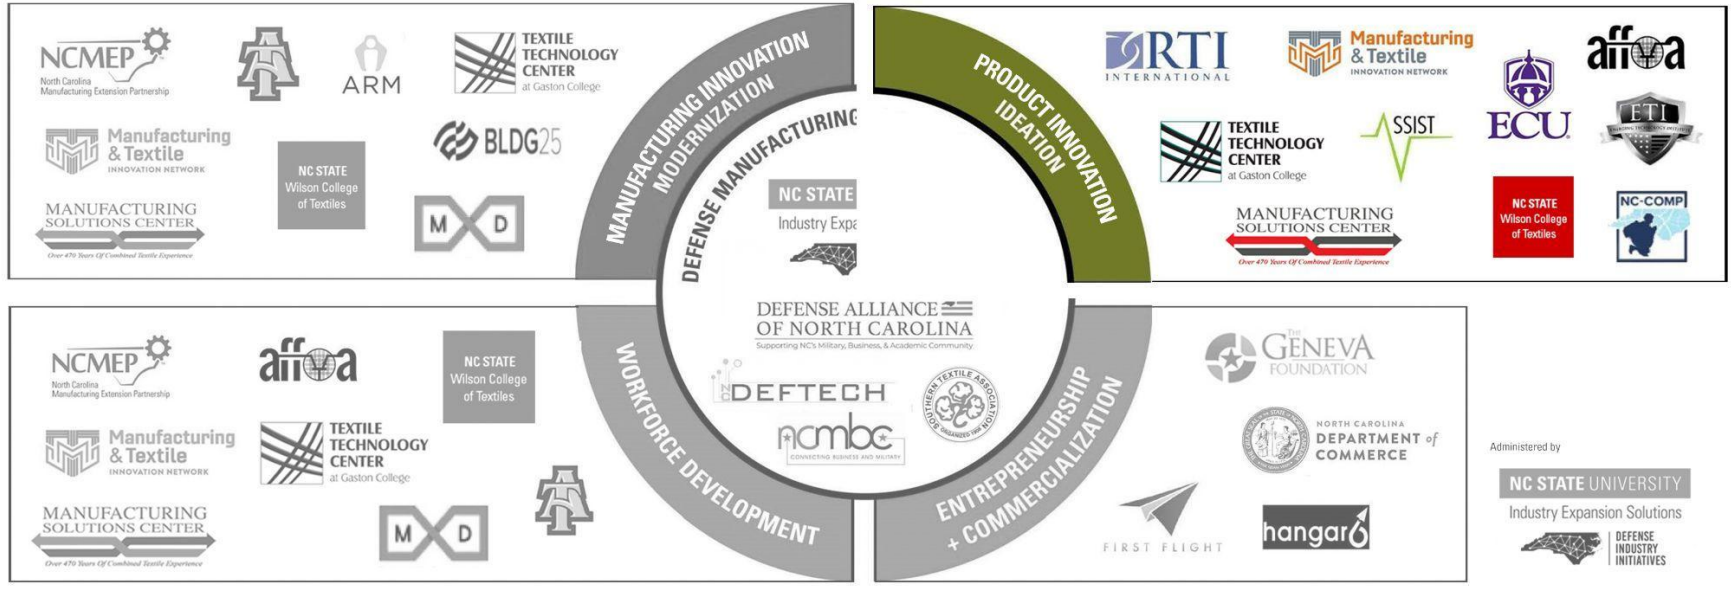 NCMEP
North Carolina
Manufacturing Extension Partnership
ARM
TEXTILE
TECHNOLOGY
CENTER
at Gaston College
Manufacturing
& Textile
INNOVATION NETWORK
NC STATE
Wilson College
of Textiles
BLDG25
MANUFACTURING
SOLUTIONS CENTER
Over 470 Years Of Combined Textile Experience
M D
MANUFACTURING INNOVATION
MODERNIZATION
DEFENSE MANUFACTURING
PRODUCT INNOVATION
IDEATION
RTI
INTERNATIONAL
Manufacturing
& Textile
INNOVATION NETWORK
ECU
affoa
TEXTILE
TECHNOLOGY
CENTER
at Gaston College
SSIST
ETI
MANUFACTURING
SOLUTIONS CENTER
Over 470 Years Of Combined Textile Experience
NC STATE
Wilson College
of Textiles
NC-COMP
NC STATE
Industry Expa
DEFENSE ALLIANCE
OF NORTH CAROLINA
Supporting NC's Military, Business, & Academic Community
DEFTECH
SOUTHERN TEXTILE ASSOCIATION
ORGANIZED 1908
ncmbc
CONNECTING BUSINESS AND MILITARY
NCMEP
North Carolina
Manufacturing Extension Partnership
affoa
NC STATE
Wilson College
of Textiles
Manufacturing
& Textile
INNOVATION NETWORK
TEXTILE
TECHNOLOGY
CENTER
at Gaston College
MANUFACTURING
SOLUTIONS CENTER
Over 470 Years Of Combined Textile Experience
M D
AT
WORKFORCE DEVELOPMENT
ENTREPRENEURSHIP
+ COMMERCIALIZATION
THE
GENEVA
FOUNDATION
NORTH CAROLINA
DEPARTMENT of
COMMERCE
FIRST FLIGHT
hangar6
Administered by
NC STATE UNIVERSITY
Industry Expansion Solutions
DEFENSE
INDUSTRY
INITIATIVES